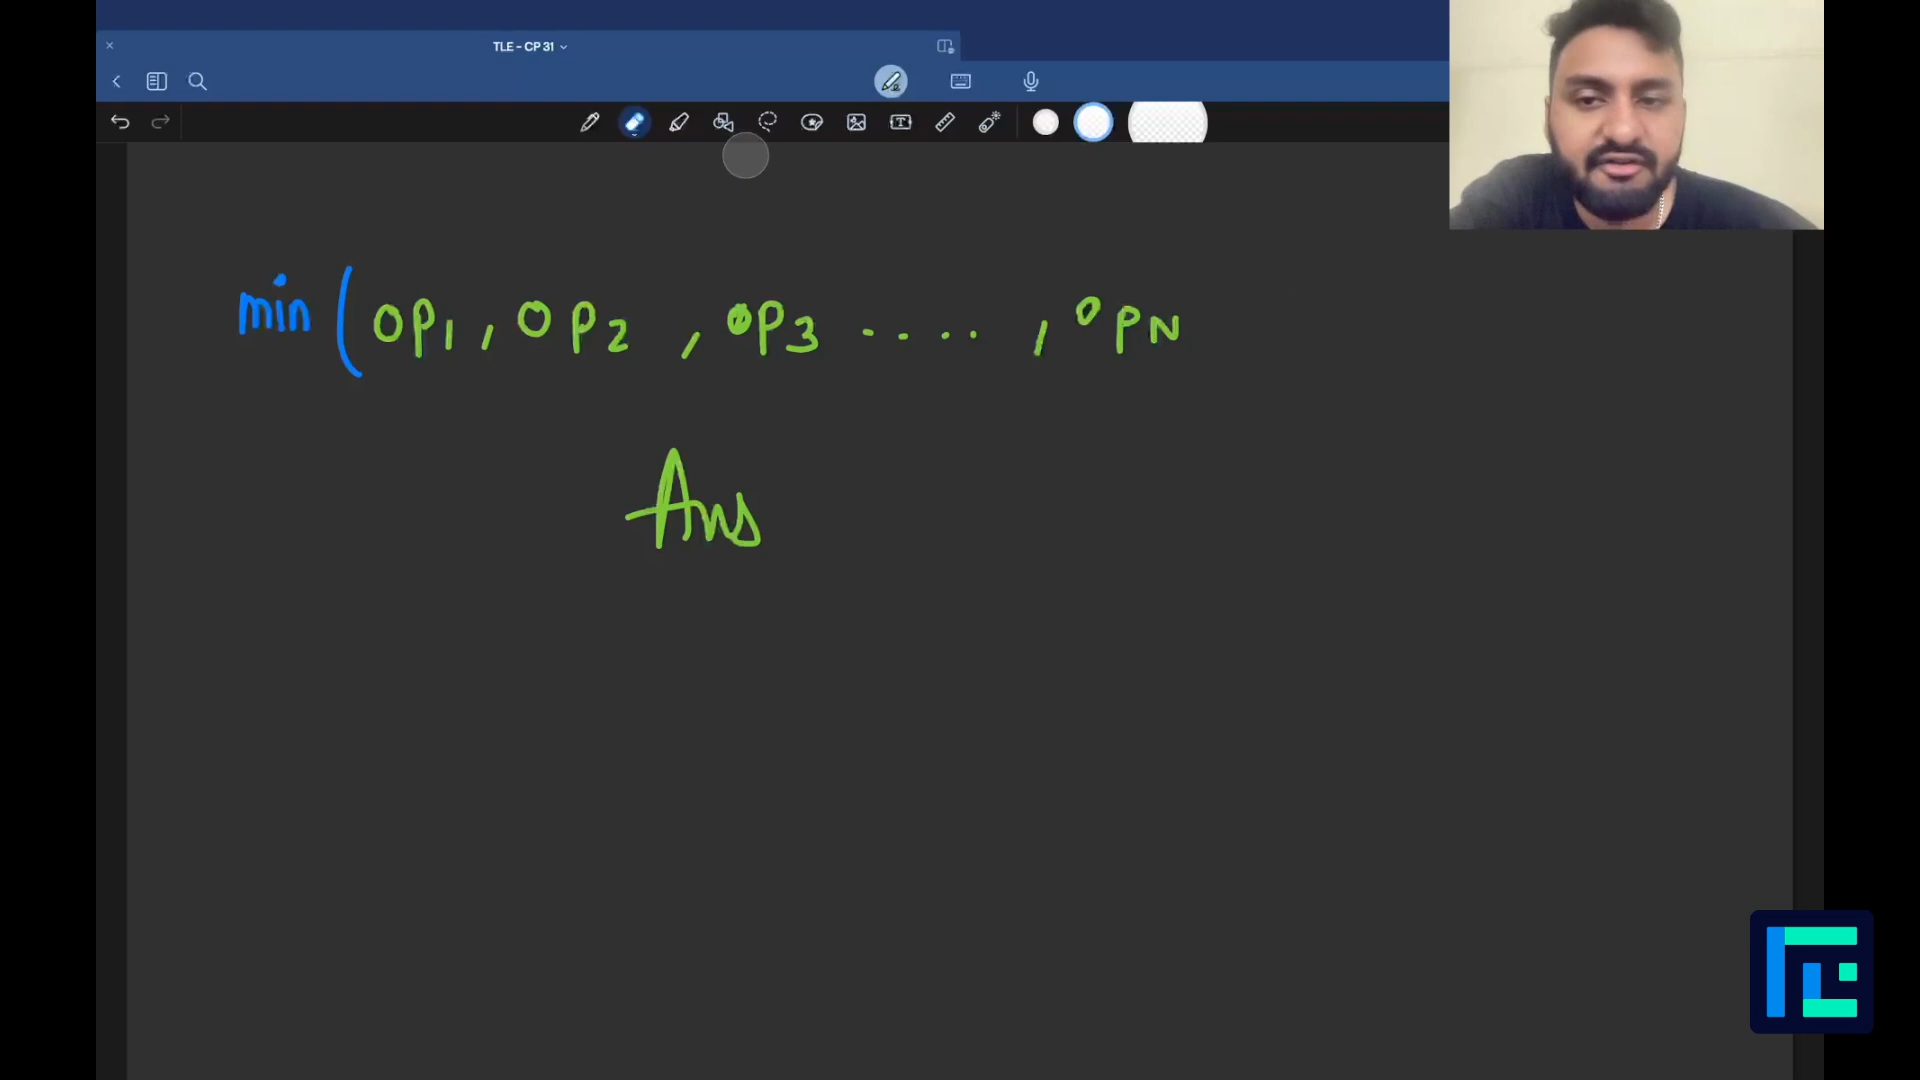 TLE - CP 31
min ( op1 , op2 , op3 .... , opN
Ans